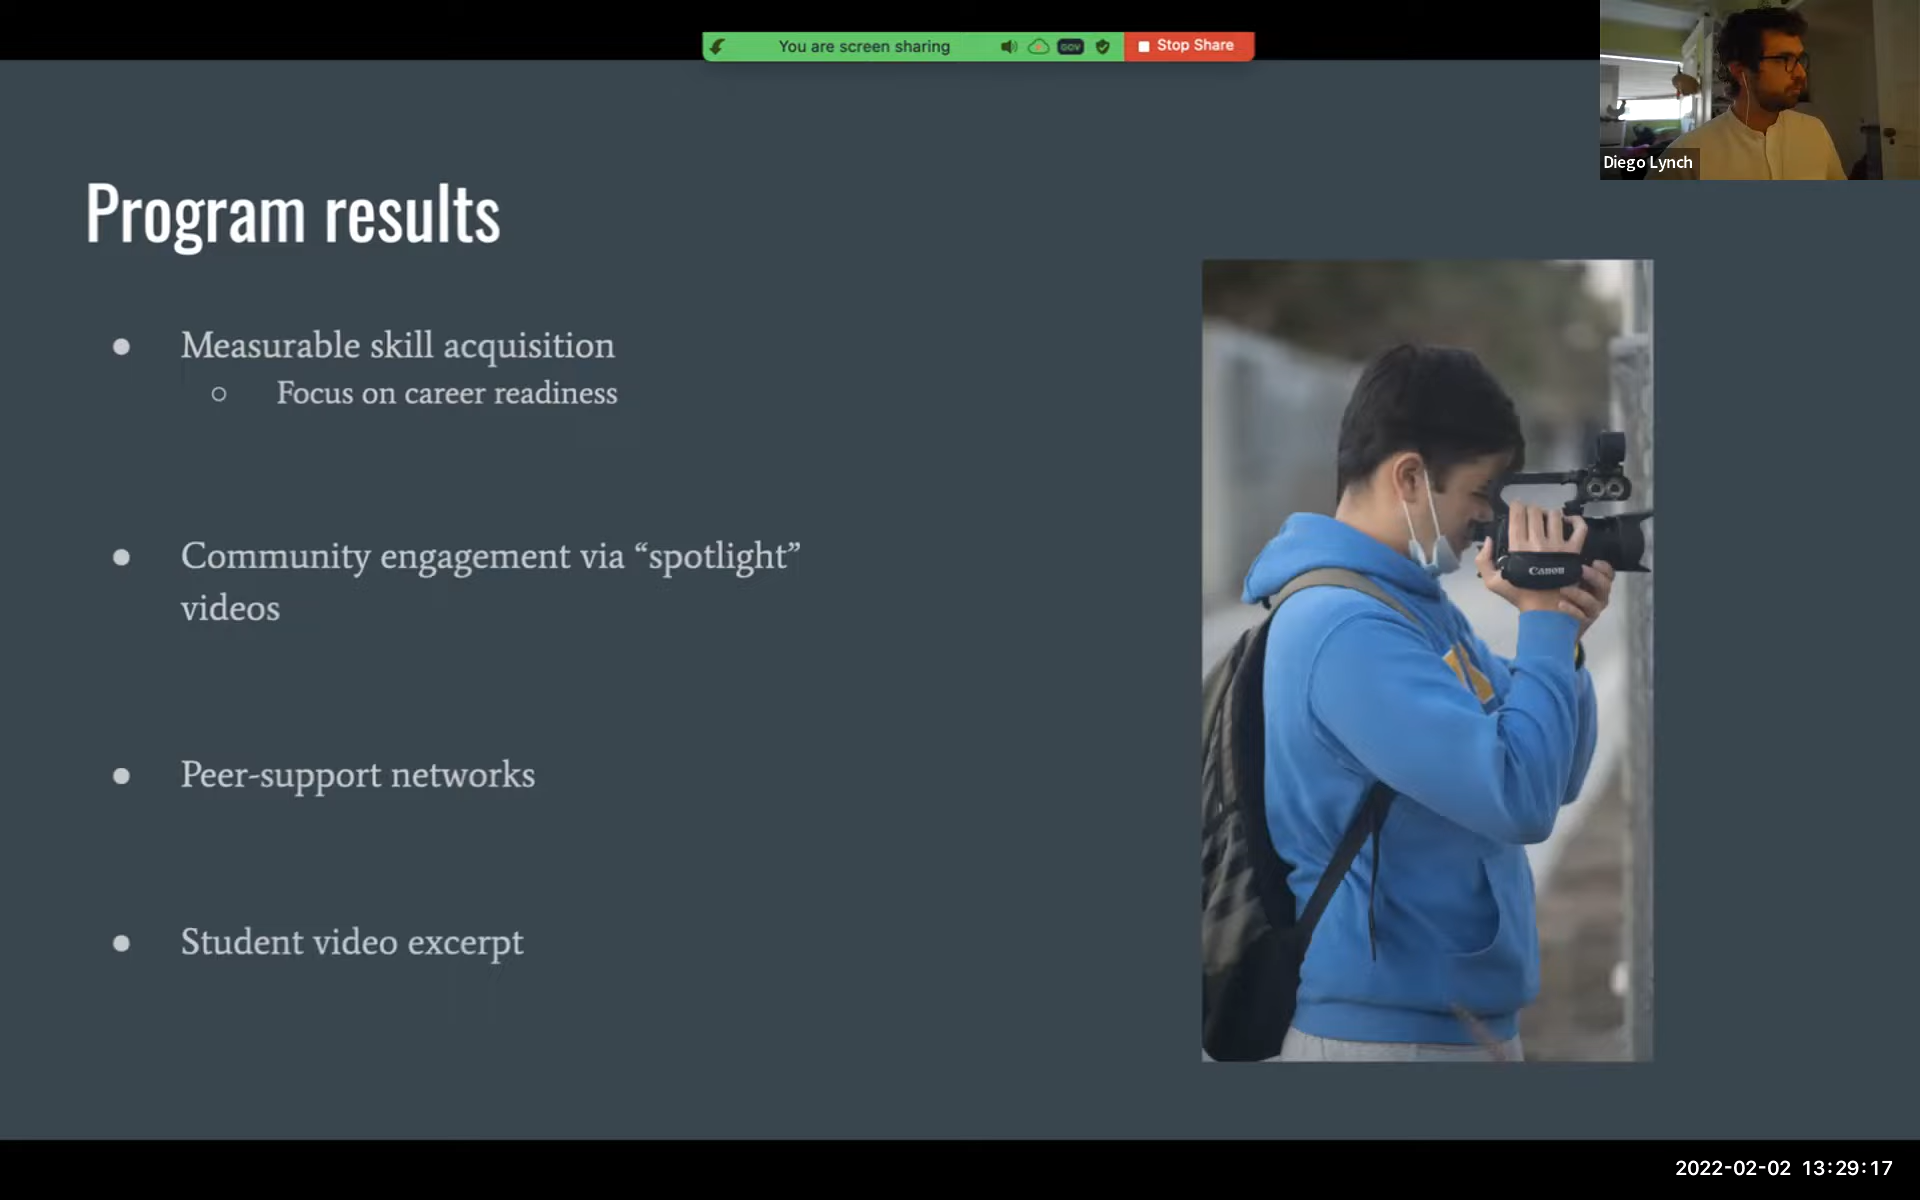 You are screen sharing
GOV
Stop Share
Diego Lynch
Program results
● Measurable skill acquisition
○ Focus on career readiness
● Community engagement via “spotlight”
videos
● Peer-support networks
● Student video excerpt
Canon
2022-02-02 13:29:17